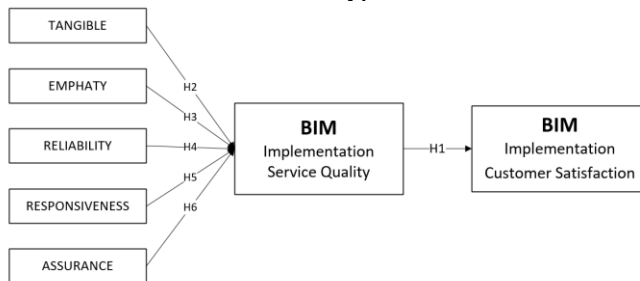 TANGIBLE
EMPHATY
RELIABILITY
RESPONSIVENESS
ASSURANCE
H2
H3
H4
H5
H6
BIM
Implementation
Service Quality
H1
BIM
Implementation
Customer Satisfaction